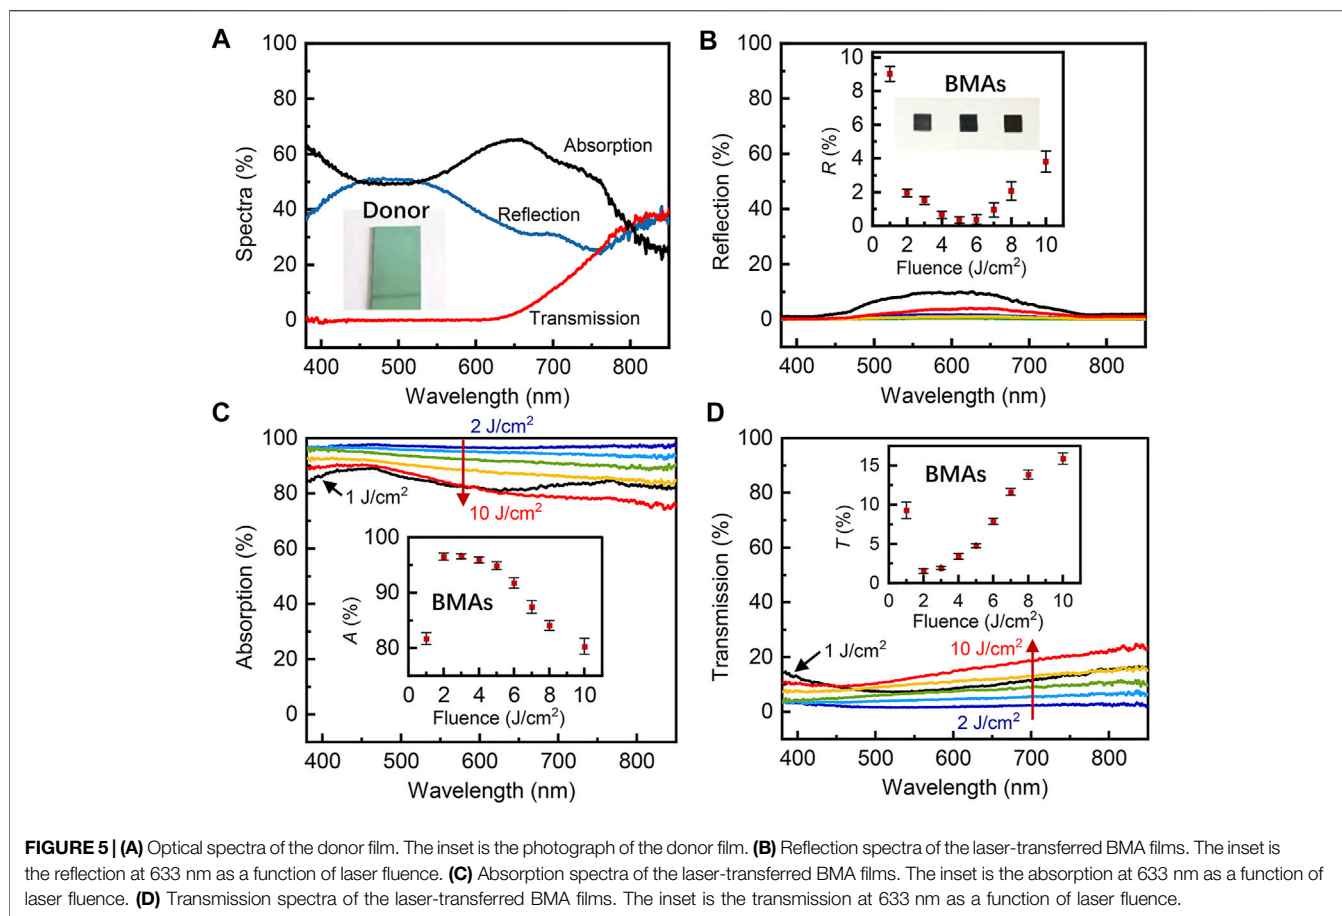 A
100
80
60
40
20
0
Spectra (%)
Absorption
Reflection
Donor
Transmission
400 500 600 700 800
Wavelength (nm)
B
100
80
60
40
20
0
Reflection (%)
10
8
6
4
2
0
R (%)
BMAs
0 2 4 6 8 10
Fluence (J/cm²)
400 500 600 700 800
Wavelength (nm)
C
2 J/cm²
100
80
60
40
20
0
Absorption (%)
1 J/cm²
10 J/cm²
100
90
80
A (%)
BMAs
0 2 4 6 8 10
Fluence (J/cm²)
400 500 600 700 800
Wavelength (nm)
D
100
80
60
40
20
0
Transmission (%)
15
10
5
0
T (%)
BMAs
0 2 4 6 8 10
Fluence (J/cm²)
1 J/cm²
10 J/cm²
2 J/cm²
400 500 600 700 800
Wavelength (nm)
FIGURE 5 | (A) Optical spectra of the donor film. The inset is the photograph of the donor film. (B) Reflection spectra of the laser-transferred BMA films. The inset is
the reflection at 633 nm as a function of laser fluence. (C) Absorption spectra of the laser-transferred BMA films. The inset is the absorption at 633 nm as a function of
laser fluence. (D) Transmission spectra of the laser-transferred BMA films. The inset is the transmission at 633 nm as a function of laser fluence.